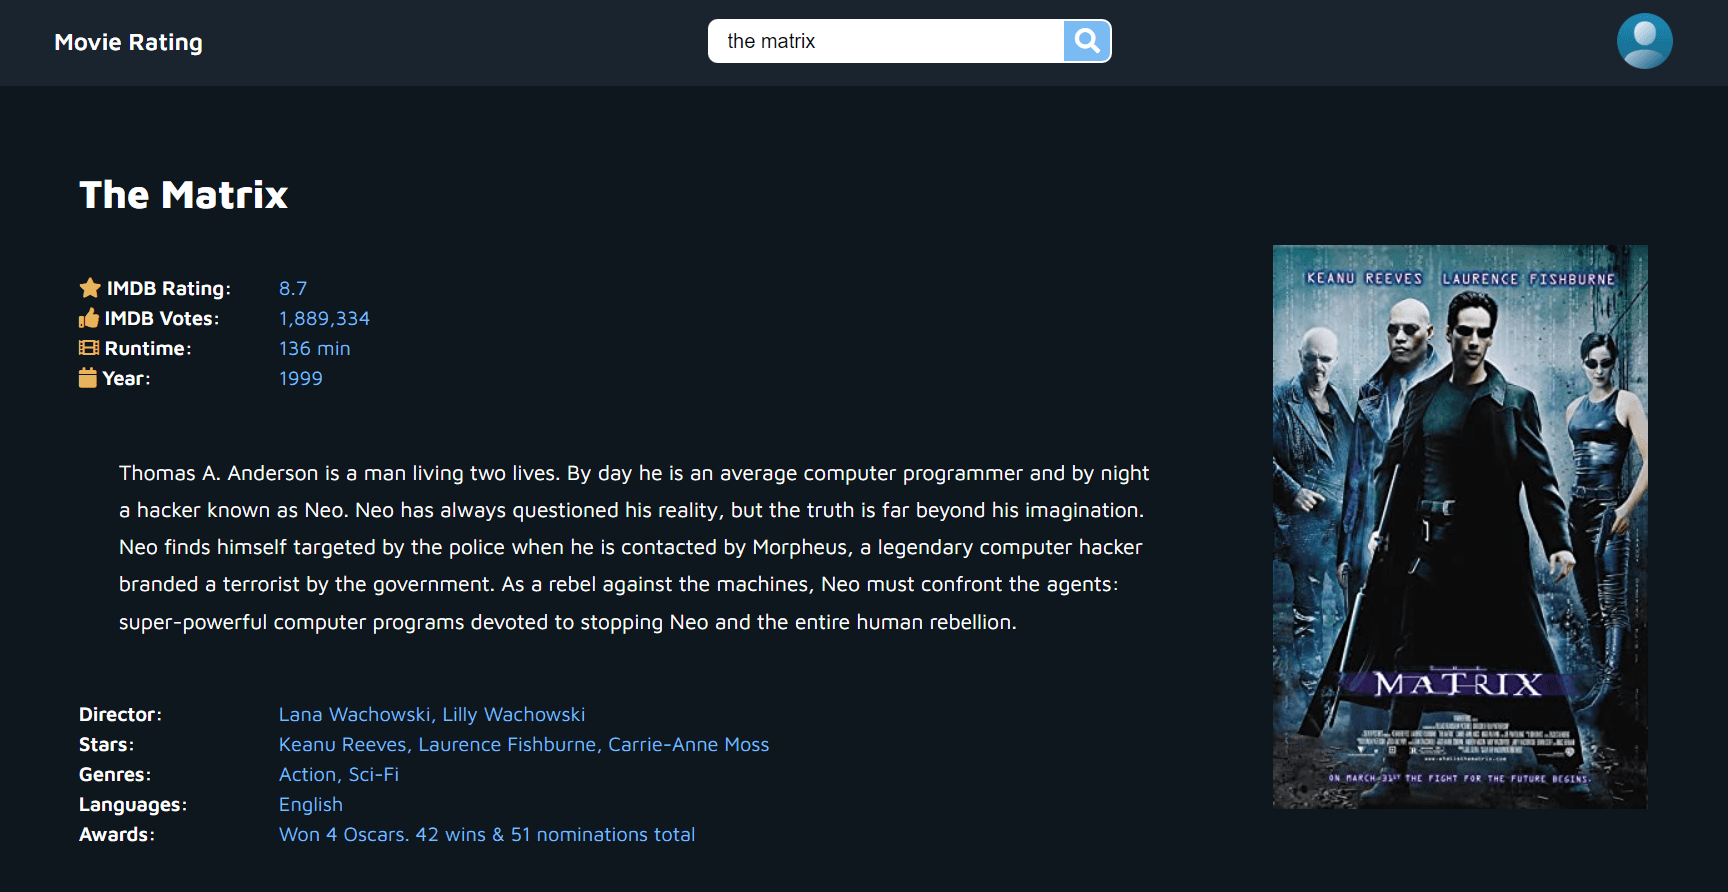 Movie Rating
the matrix
The Matrix
IMDB Rating: 8.7
IMDB Votes: 1,889,334
Runtime: 136 min
Year: 1999
Thomas A. Anderson is a man living two lives. By day he is an average computer programmer and by night
a hacker known as Neo. Neo has always questioned his reality, but the truth is far beyond his imagination.
Neo finds himself targeted by the police when he is contacted by Morpheus, a legendary computer hacker
branded a terrorist by the government. As a rebel against the machines, Neo must confront the agents:
super-powerful computer programs devoted to stopping Neo and the entire human rebellion.
Director: Lana Wachowski, Lilly Wachowski
Stars: Keanu Reeves, Laurence Fishburne, Carrie-Anne Moss
Genres: Action, Sci-Fi
Languages: English
Awards: Won 4 Oscars. 42 wins & 51 nominations total
KEANU REEVES LAURENCE FISHBURNE
THE
MATRIX
www.whatisthematrix.com
ON MARCH 31ST THE FIGHT FOR THE FUTURE BEGINS.